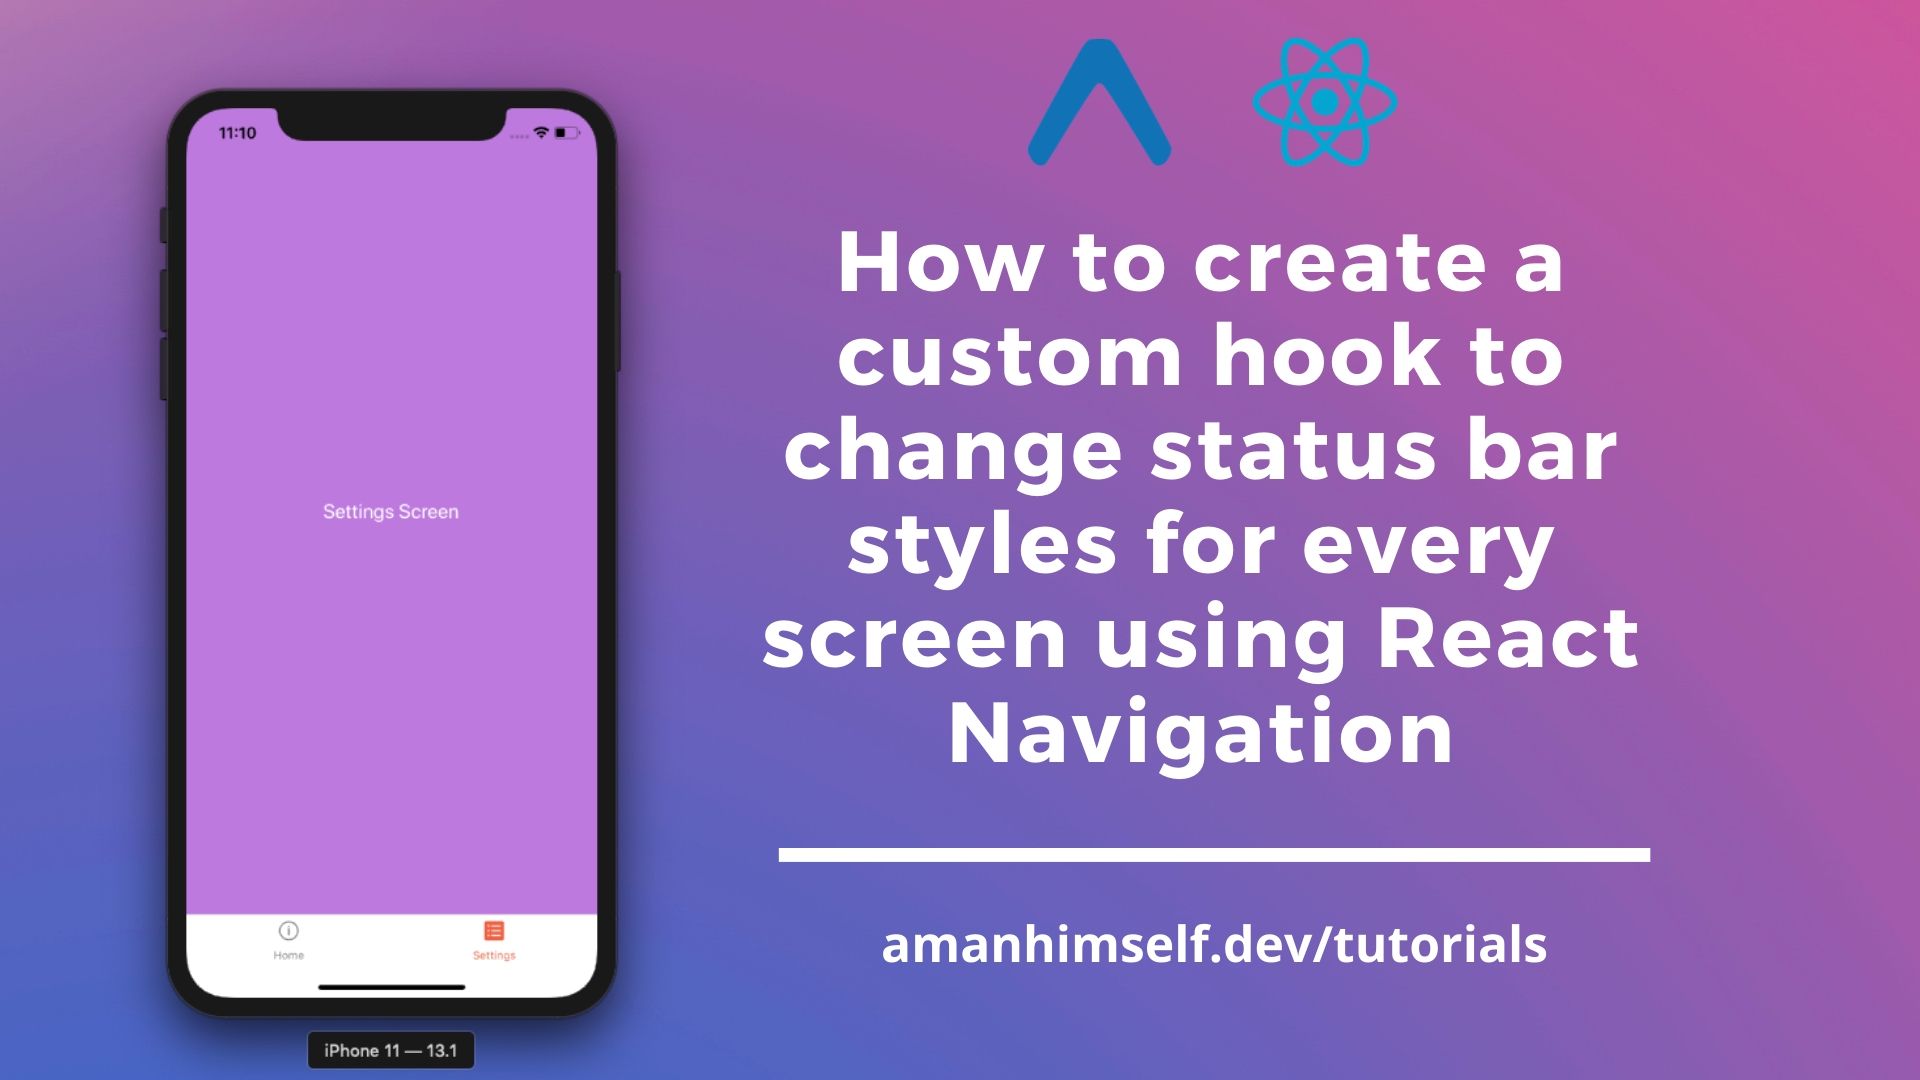 11:10
Settings Screen
Home
Settings
iPhone 11 — 13.1
How to create a
custom hook to
change status bar
styles for every
screen using React
Navigation
amanhimself.dev/tutorials